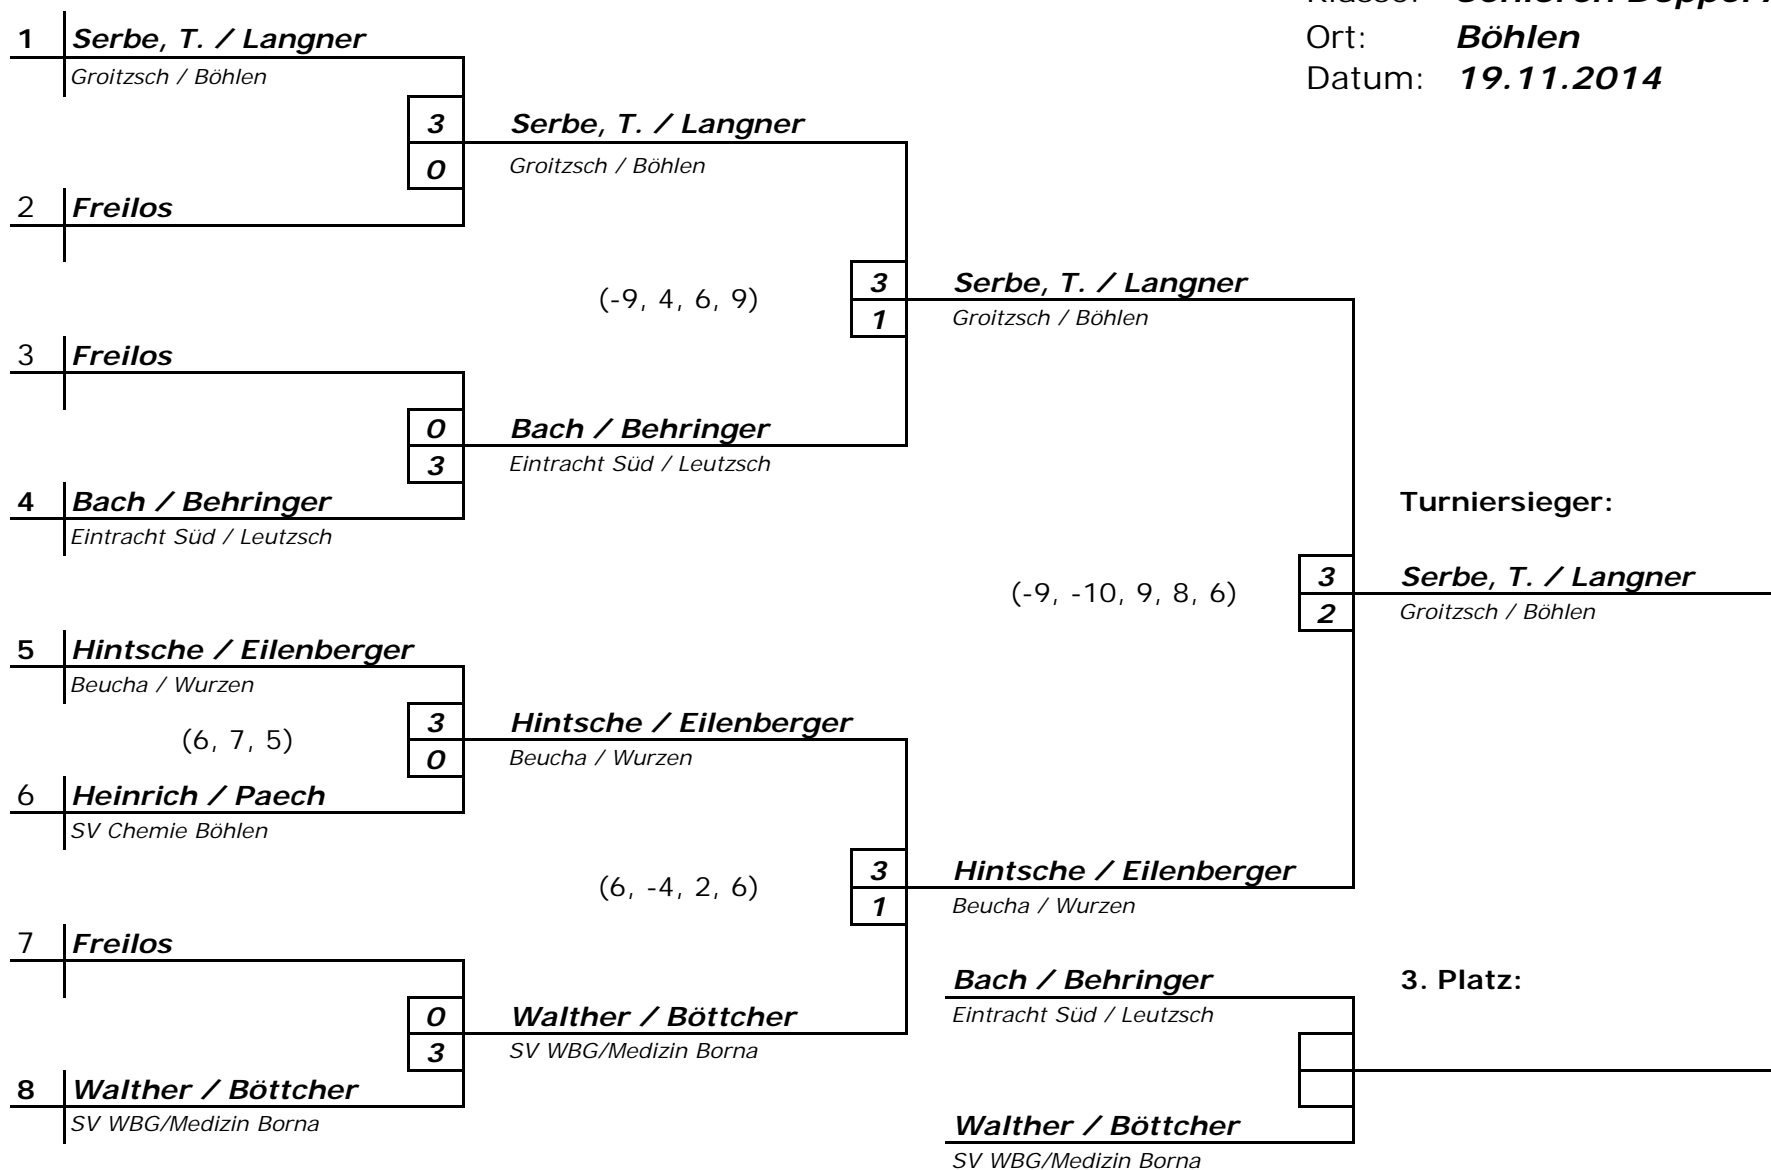 Ort: Böhlen
Datum: 19.11.2014
1 Serbe, T. / Langner
Groitzsch / Böhlen
3 Serbe, T. / Langner
0 Groitzsch / Böhlen
2 Freilos
(-9, 4, 6, 9)
3 Serbe, T. / Langner
1 Groitzsch / Böhlen
3 Freilos
0 Bach / Behringer
3 Eintracht Süd / Leutzsch
4 Bach / Behringer
Eintracht Süd / Leutzsch
Turniersieger:
(-9, -10, 9, 8, 6)
3 Serbe, T. / Langner
2 Groitzsch / Böhlen
5 Hintsche / Eilenberger
Beucha / Wurzen
(6, 7, 5)
3 Hintsche / Eilenberger
0 Beucha / Wurzen
6 Heinrich / Paech
SV Chemie Böhlen
(6, -4, 2, 6)
3 Hintsche / Eilenberger
1 Beucha / Wurzen
7 Freilos
0 Walther / Böttcher
3 SV WBG/Medizin Borna
8 Walther / Böttcher
SV WBG/Medizin Borna
Bach / Behringer
Eintracht Süd / Leutzsch
3. Platz:
Walther / Böttcher
SV WBG/Medizin Borna